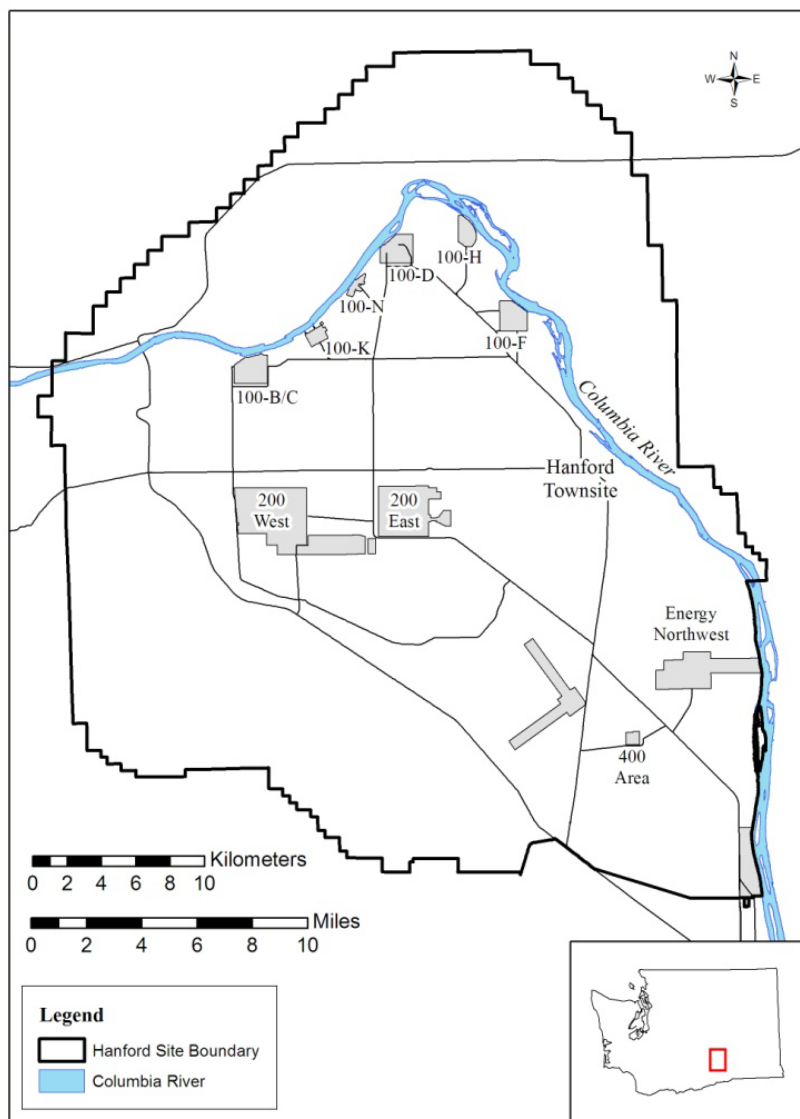 N
W E
S
100-H
100-D
100-N
100-F
100-K
100-B/C
Columbia River
Hanford
Townsite
200
West
200
East
Energy
Northwest
400
Area
Kilometers
0 2 4 6 8 10
Miles
0 2 4 6 8 10
Legend
Hanford Site Boundary
Columbia River